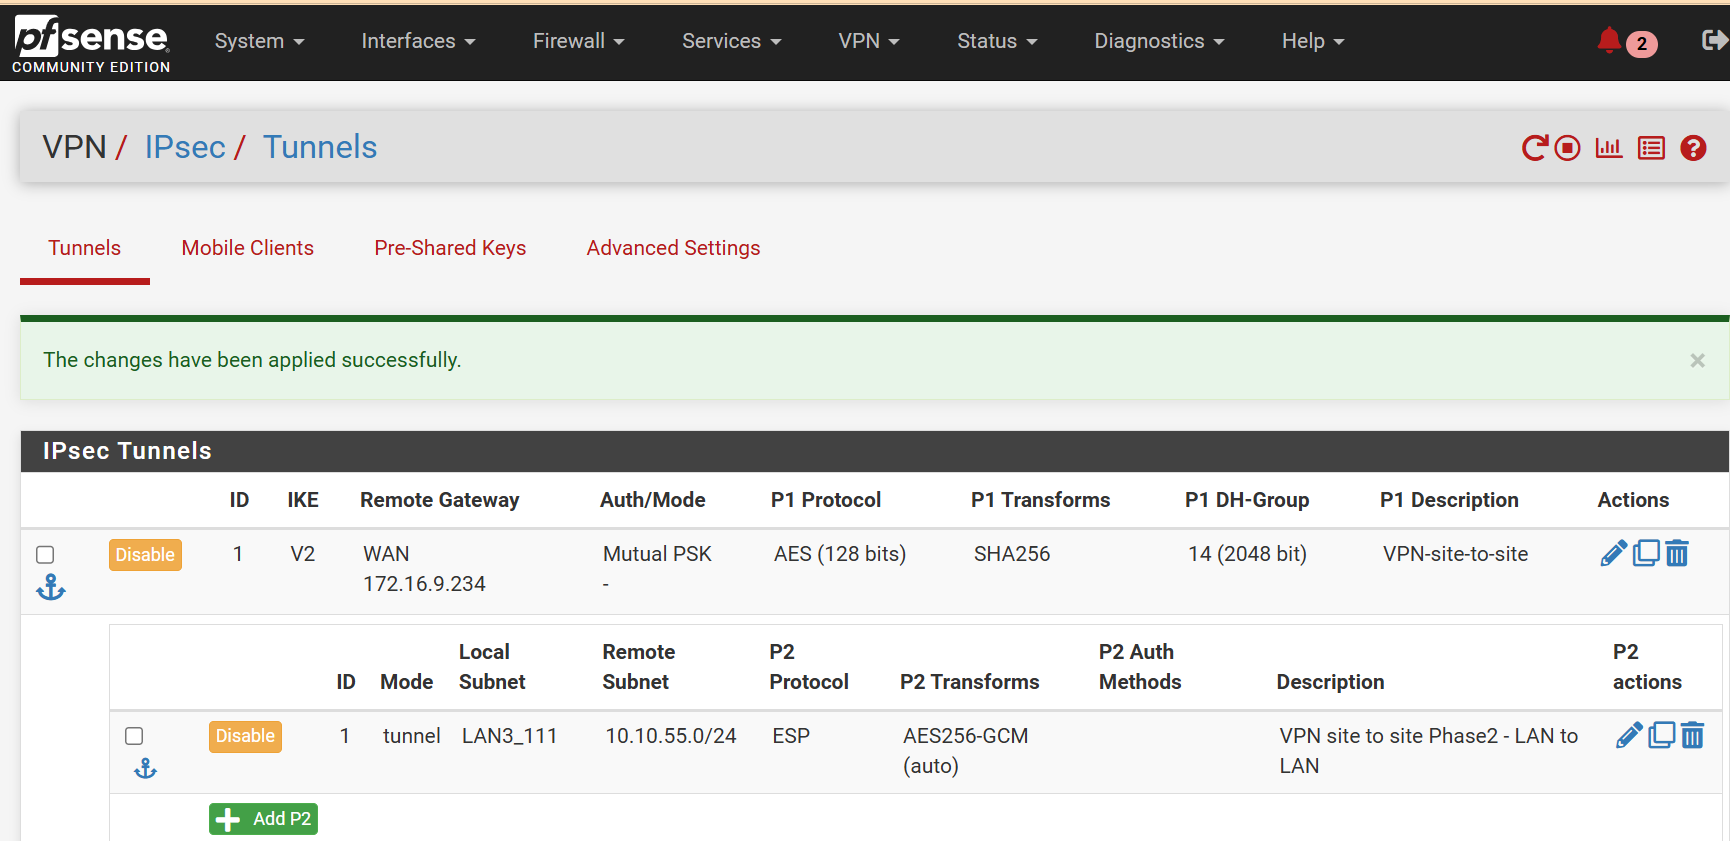 pfsense
COMMUNITY EDITION
System
Interfaces
Firewall
Services
VPN
Status
Diagnostics
Help
2
VPN / IPsec / Tunnels
Tunnels
Mobile Clients
Pre-Shared Keys
Advanced Settings
The changes have been applied successfully.
×
IPsec Tunnels
ID IKE Remote Gateway Auth/Mode P1 Protocol P1 Transforms P1 DH-Group P1 Description Actions
Disable 1 V2 WAN Mutual PSK AES (128 bits) SHA256 14 (2048 bit) VPN-site-to-site
172.16.9.234 -
Local Remote P2 P2 Auth P2
ID Mode Subnet Subnet Protocol P2 Transforms Methods Description actions
Disable 1 tunnel LAN3_111 10.10.55.0/24 ESP AES256-GCM VPN site to site Phase2 - LAN to
(auto) LAN
Add P2